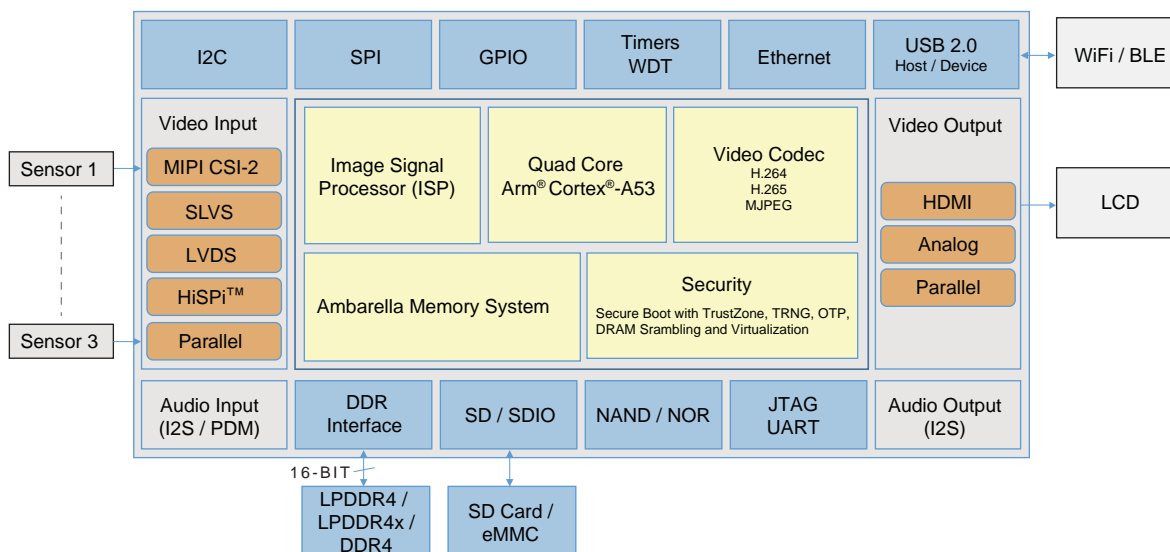 I2C
SPI
GPIO
Timers
WDT
Ethernet
USB 2.0
Host / Device
WiFi / BLE
Video Input
MIPI CSI-2
SLVS
LVDS
HiSPi™
Parallel
Sensor 1
Sensor 3
Image Signal
Processor (ISP)
Quad Core
Arm® Cortex®-A53
Video Codec
H.264
H.265
MJPEG
Ambarella Memory System
Security
Secure Boot with TrustZone, TRNG, OTP,
DRAM Srambling and Virtualization
Video Output
HDMI
Analog
Parallel
LCD
Audio Input
(I2S / PDM)
DDR
Interface
SD / SDIO
NAND / NOR
JTAG
UART
Audio Output
(I2S)
16-BIT
LPDDR4 /
LPDDR4x /
DDR4
SD Card /
eMMC